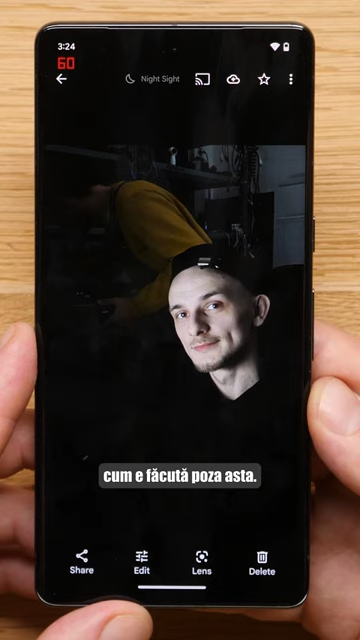 3:24
60
Night Sight
cum e făcută poza asta.
Share Edit Lens Delete